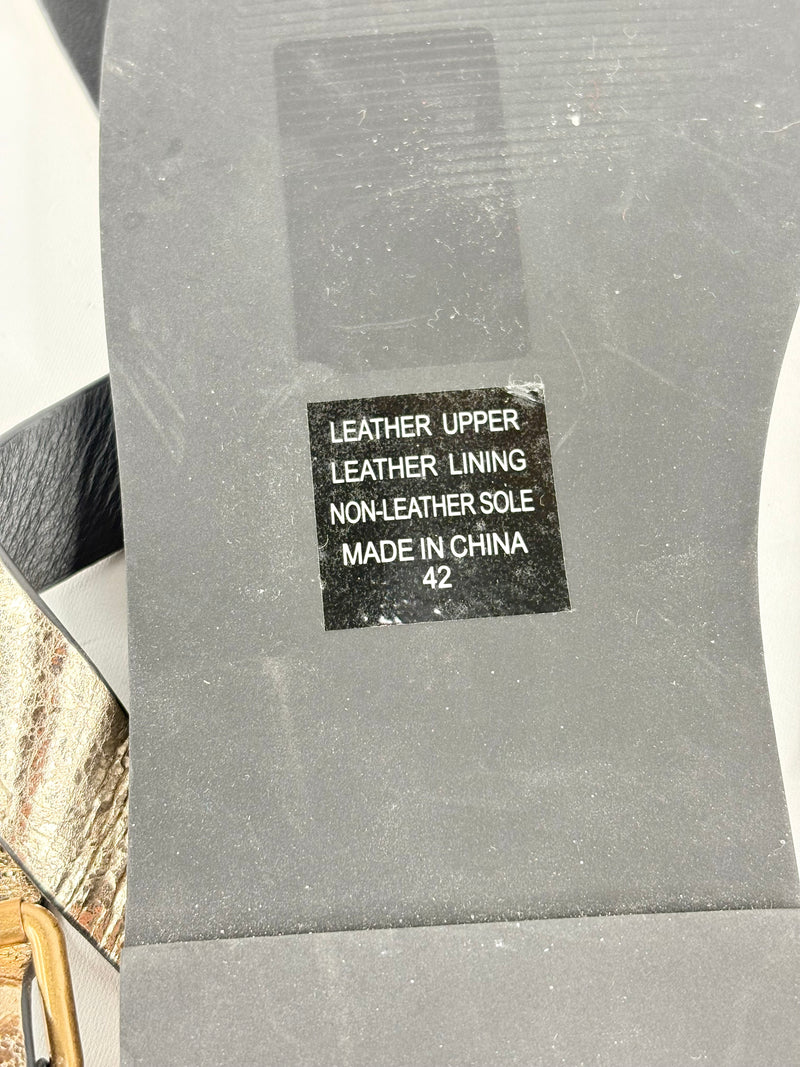 LEATHER UPPER
LEATHER LINING
NON-LEATHER SOLE
MADE IN CHINA
42